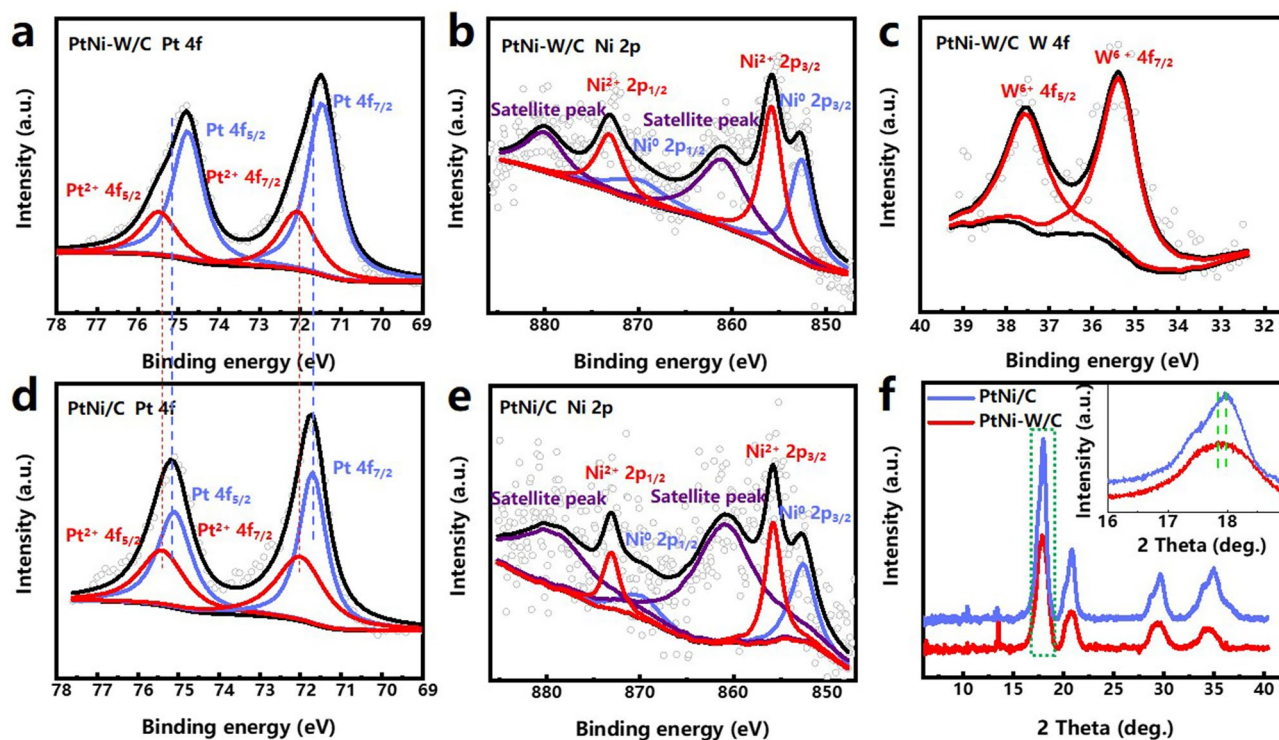 a
PtNi-W/C Pt 4f
Pt 4f7/2
Pt 4f5/2
Pt²⁺ 4f7/2
Pt²⁺ 4f5/2
Intensity (a.u.)
78 77 76 75 74 73 72 71 70 69
Binding energy (eV)
b
PtNi-W/C Ni 2p
Ni²⁺ 2p3/2
Ni²⁺ 2p1/2
Ni⁰ 2p3/2
Satellite peak
Satellite peak
Ni⁰ 2p1/2
Intensity (a.u.)
880 870 860 850
Binding energy (eV)
c
PtNi-W/C W 4f
W⁶⁺ 4f7/2
W⁶⁺ 4f5/2
Intensity (a.u.)
40 39 38 37 36 35 34 33 32
Binding energy (eV)
d
PtNi/C Pt 4f
Pt 4f7/2
Pt 4f5/2
Pt²⁺ 4f5/2
Pt²⁺ 4f7/2
Intensity (a.u.)
78 77 76 75 74 73 72 71 70 69
Binding energy (eV)
e
PtNi/C Ni 2p
Ni²⁺ 2p3/2
Ni²⁺ 2p1/2
Satellite peak
Satellite peak
Ni⁰ 2p3/2
Ni⁰ 2p1/2
Intensity (a.u.)
880 870 860 850
Binding energy (eV)
f
PtNi/C
PtNi-W/C
Intensity (a.u.)
16 17 18
2 Theta (deg.)
Intensity (a.u.)
10 15 20 25 30 35 40
2 Theta (deg.)